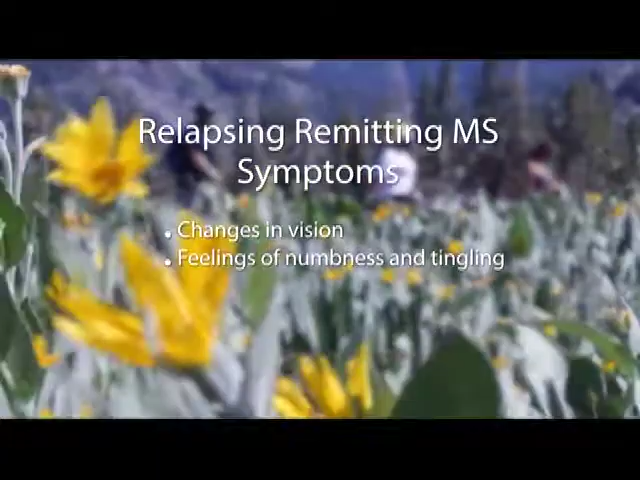 Relapsing Remitting MS
Symptoms
• Changes in vision
• Feelings of numbness and tingling